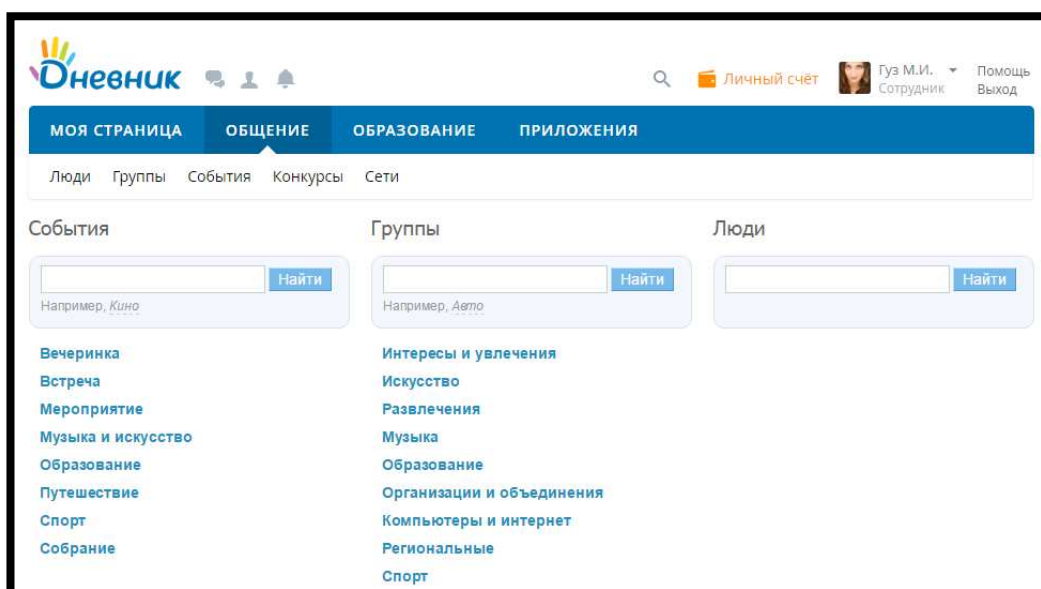 Дневник
Личный счёт
Гуз М.И.
Сотрудник
Помощь
Выход
МОЯ СТРАНИЦА ОБЩЕНИЕ ОБРАЗОВАНИЕ ПРИЛОЖЕНИЯ
Люди Группы События Конкурсы Сети
События
Найти
Например, Кино
Вечеринка
Встреча
Мероприятие
Музыка и искусство
Образование
Путешествие
Спорт
Собрание
Группы
Найти
Например, Авто
Интересы и увлечения
Искусство
Развлечения
Музыка
Образование
Организации и объединения
Компьютеры и интернет
Региональные
Спорт
Люди
Найти